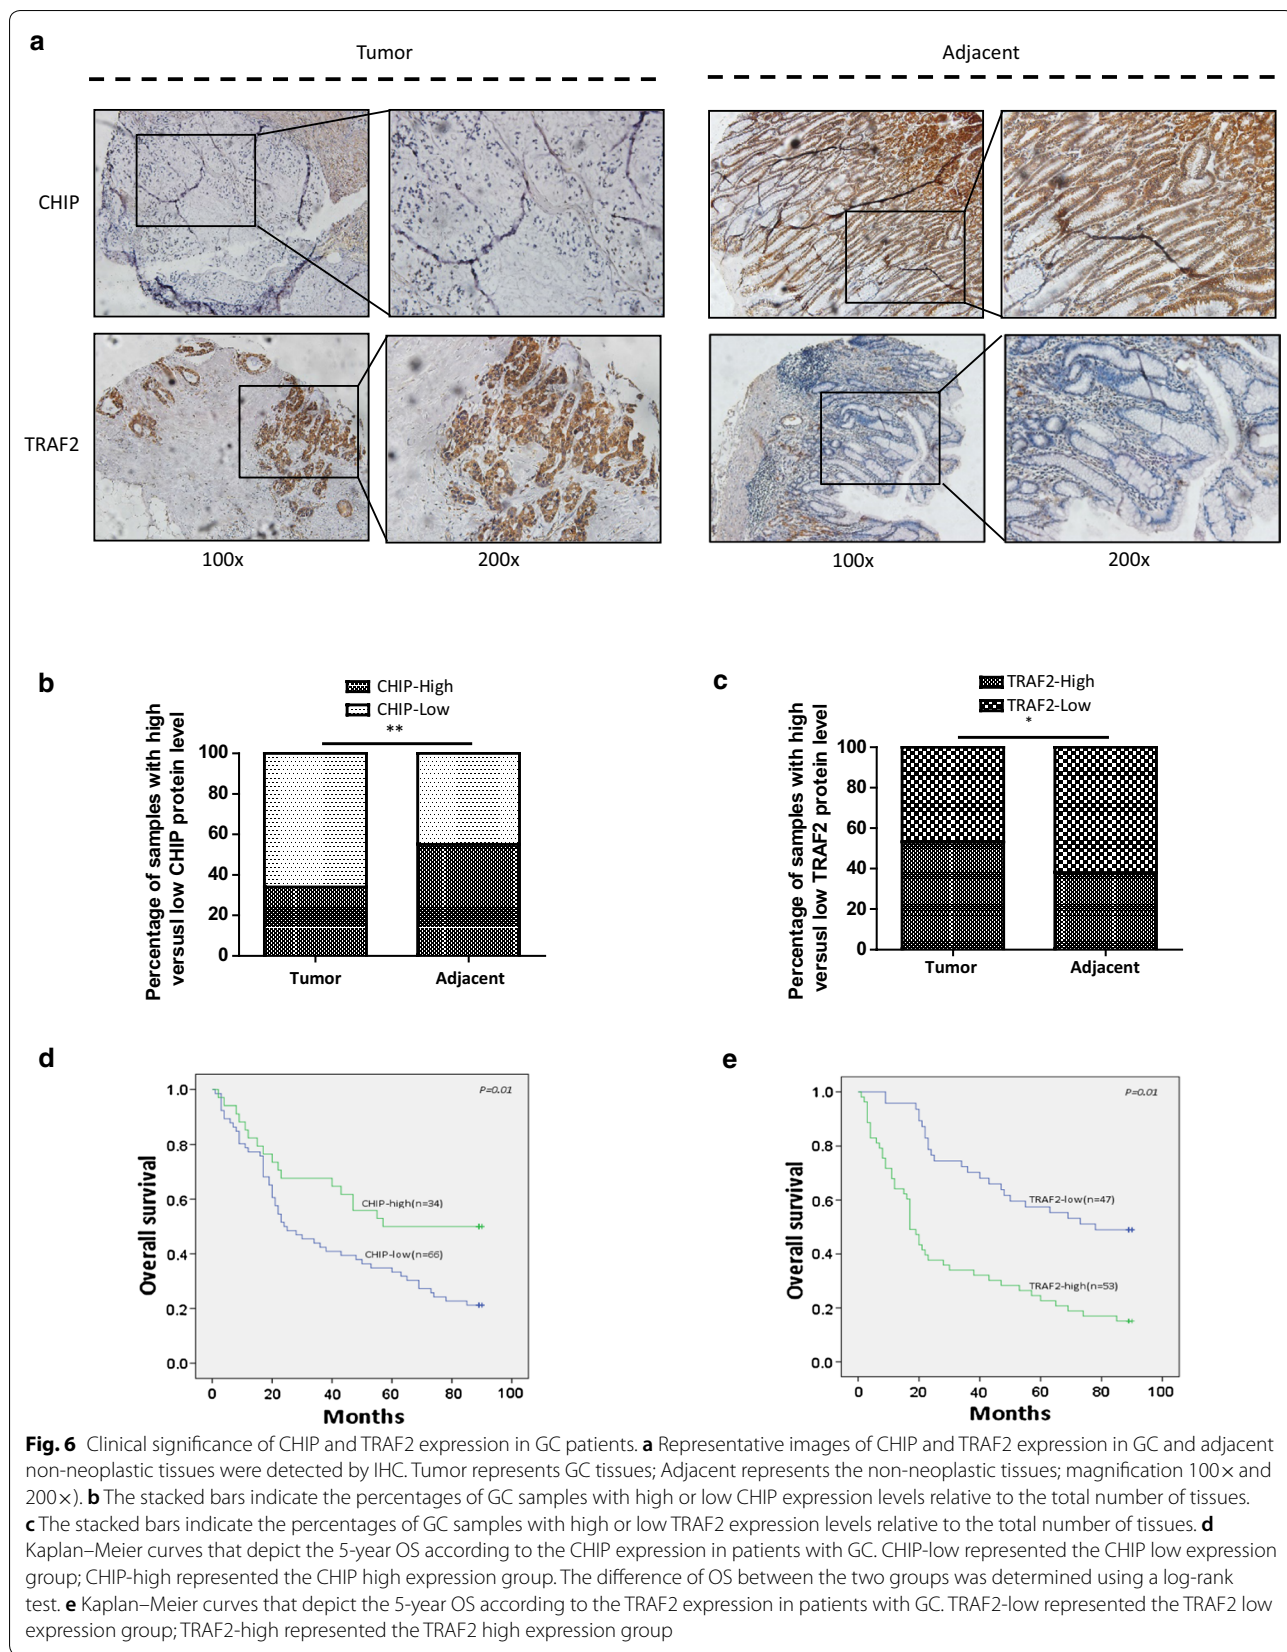 a
Tumor
Adjacent
CHIP
TRAF2
100x
200x
100x
200x
b
CHIP-High
CHIP-Low
**
Percentage of samples with high
versusl low CHIP protein level
100
80
60
40
20
0
Tumor
Adjacent
c
TRAF2-High
TRAF2-Low
*
Percentage of samples with high
versusl low TRAF2 protein level
100
80
60
40
20
0
Tumor
Adjacent
d
P=0.01
Overall survival
1.0
0.8
0.6
0.4
0.2
0.0
CHIP-high(n=34)
CHIP-low(n=66)
0 20 40 60 80 100
Months
e
P=0.01
Overall survival
1.0
0.8
0.6
0.4
0.2
0.0
TRAF2-low(n=47)
TRAF2-high(n=53)
0 20 40 60 80 100
Months
Fig. 6 Clinical significance of CHIP and TRAF2 expression in GC patients. a Representative images of CHIP and TRAF2 expression in GC and adjacent
non-neoplastic tissues were detected by IHC. Tumor represents GC tissues; Adjacent represents the non-neoplastic tissues; magnification 100× and
200×). b The stacked bars indicate the percentages of GC samples with high or low CHIP expression levels relative to the total number of tissues.
c The stacked bars indicate the percentages of GC samples with high or low TRAF2 expression levels relative to the total number of tissues. d
Kaplan–Meier curves that depict the 5-year OS according to the CHIP expression in patients with GC. CHIP-low represented the CHIP low expression
group; CHIP-high represented the CHIP high expression group. The difference of OS between the two groups was determined using a log-rank
test. e Kaplan–Meier curves that depict the 5-year OS according to the TRAF2 expression in patients with GC. TRAF2-low represented the TRAF2 low
expression group; TRAF2-high represented the TRAF2 high expression group